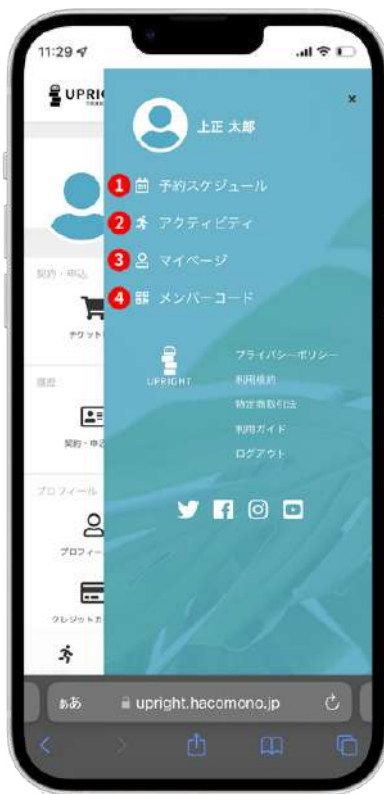 11:29
UPRI
×
上正 太郎
1 予約スケジュール
2 アクティビティ
3 マイページ
4 メンバーコード
契約・申込
チケット
履歴
契約・申
プロフィール
プロフィー
クレジットカ
UPRIGHT
プライバシーポリシー
利用規約
特定商取引法
利用ガイド
ログアウト
ぁあ
upright.hacomono.jp